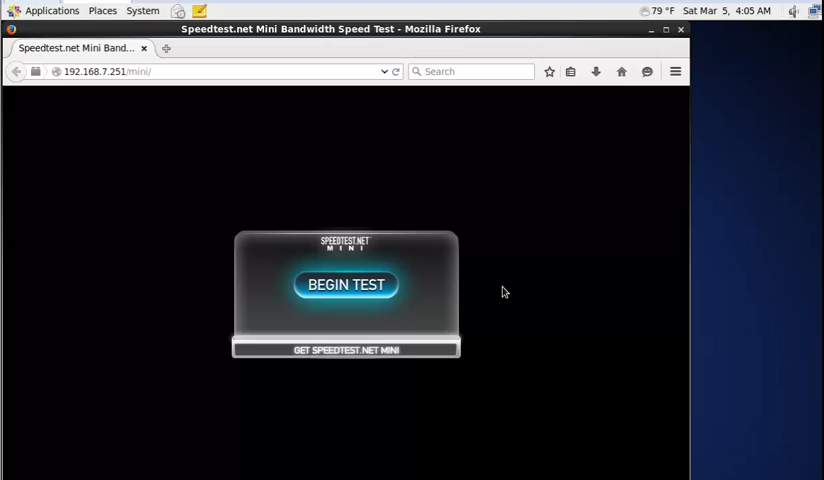 Applications Places System 79 °F Sat Mar 5, 4:05 AM
Speedtest.net Mini Bandwidth Speed Test - Mozilla Firefox
Speedtest.net Mini Band...
192.168.7.251/mini/ Search
SPEEDTEST.NET
MINI
BEGIN TEST
GET SPEEDTEST.NET MINI